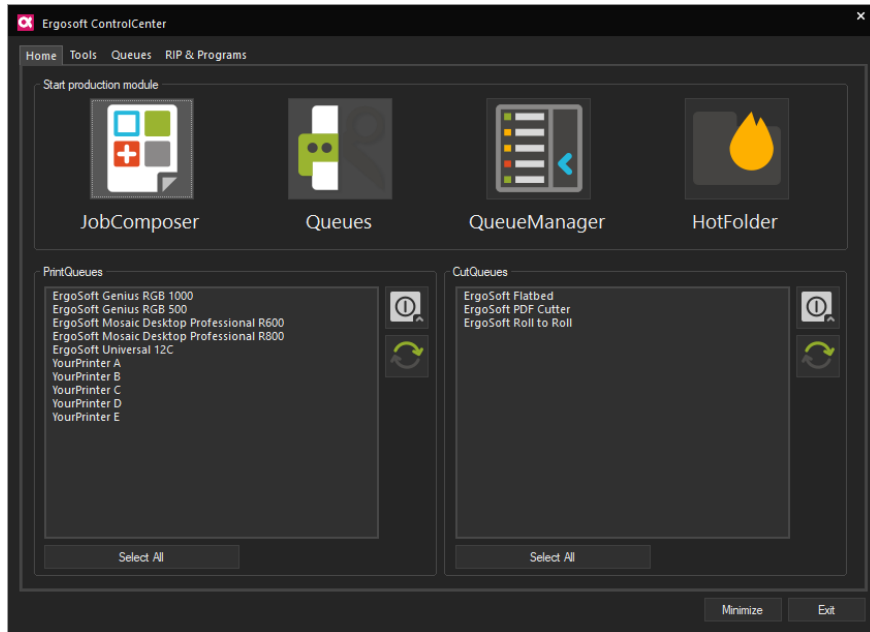 Ergosoft ControlCenter
Home Tools Queues RIP & Programs
Start production module
JobComposer Queues QueueManager HotFolder
PrintQueues
ErgoSoft Genius RGB 1000
ErgoSoft Genius RGB 500
ErgoSoft Mosaic Desktop Professional R600
ErgoSoft Mosaic Desktop Professional R800
ErgoSoft Universal 12C
YourPrinter A
YourPrinter B
YourPrinter C
YourPrinter D
YourPrinter E
Select All
CutQueues
ErgoSoft Flatbed
ErgoSoft PDF Cutter
ErgoSoft Roll to Roll
Select All
Minimize Exit